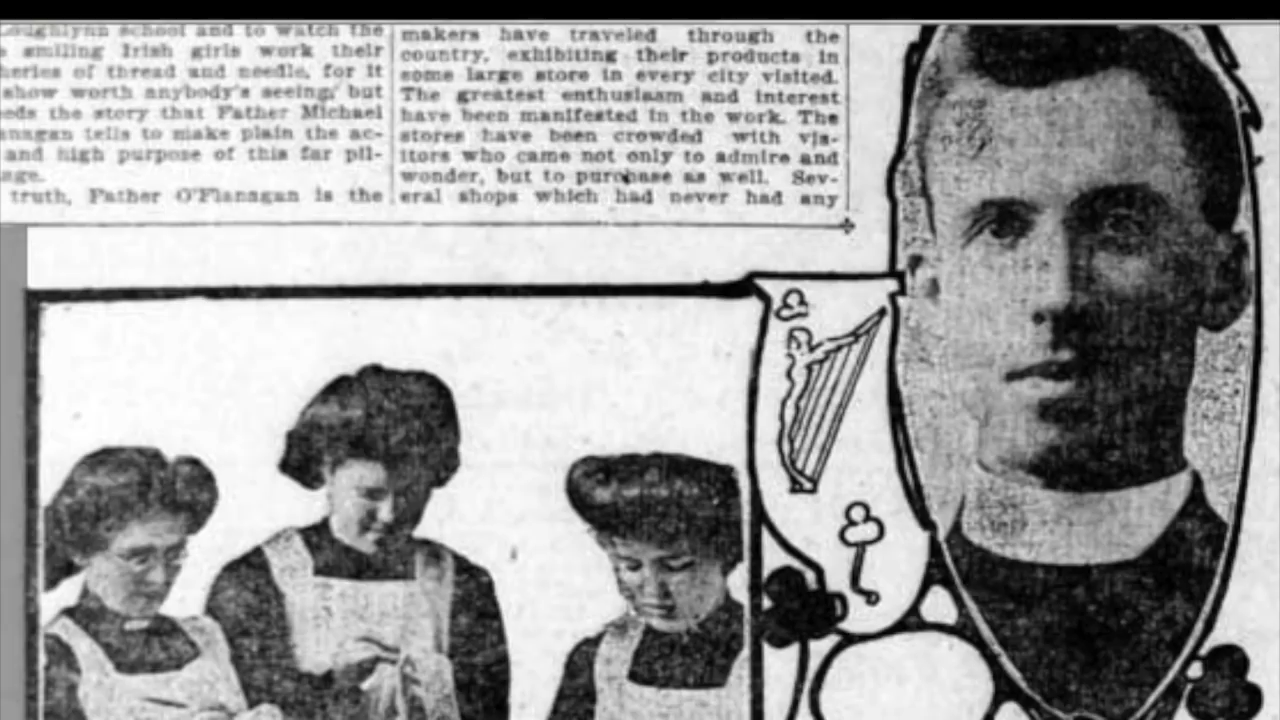 Loughlynn school and to watch the
smiling Irish girls work their
heries of thread and needle, for it
show worth anybody's seeing, but
eds the story that Father Michael
anagan tells to make plain the ac-
and high purpose of this far pil-
age.
truth, Father O'Flanagan is the
makers have traveled through the
country, exhibiting their products in
some large store in every city visited.
The greatest enthusiasm and interest
have been manifested in the work. The
stores have been crowded with vis-
itors who came not only to admire and
wonder, but to purchase as well. Sev-
eral shops which had never had any